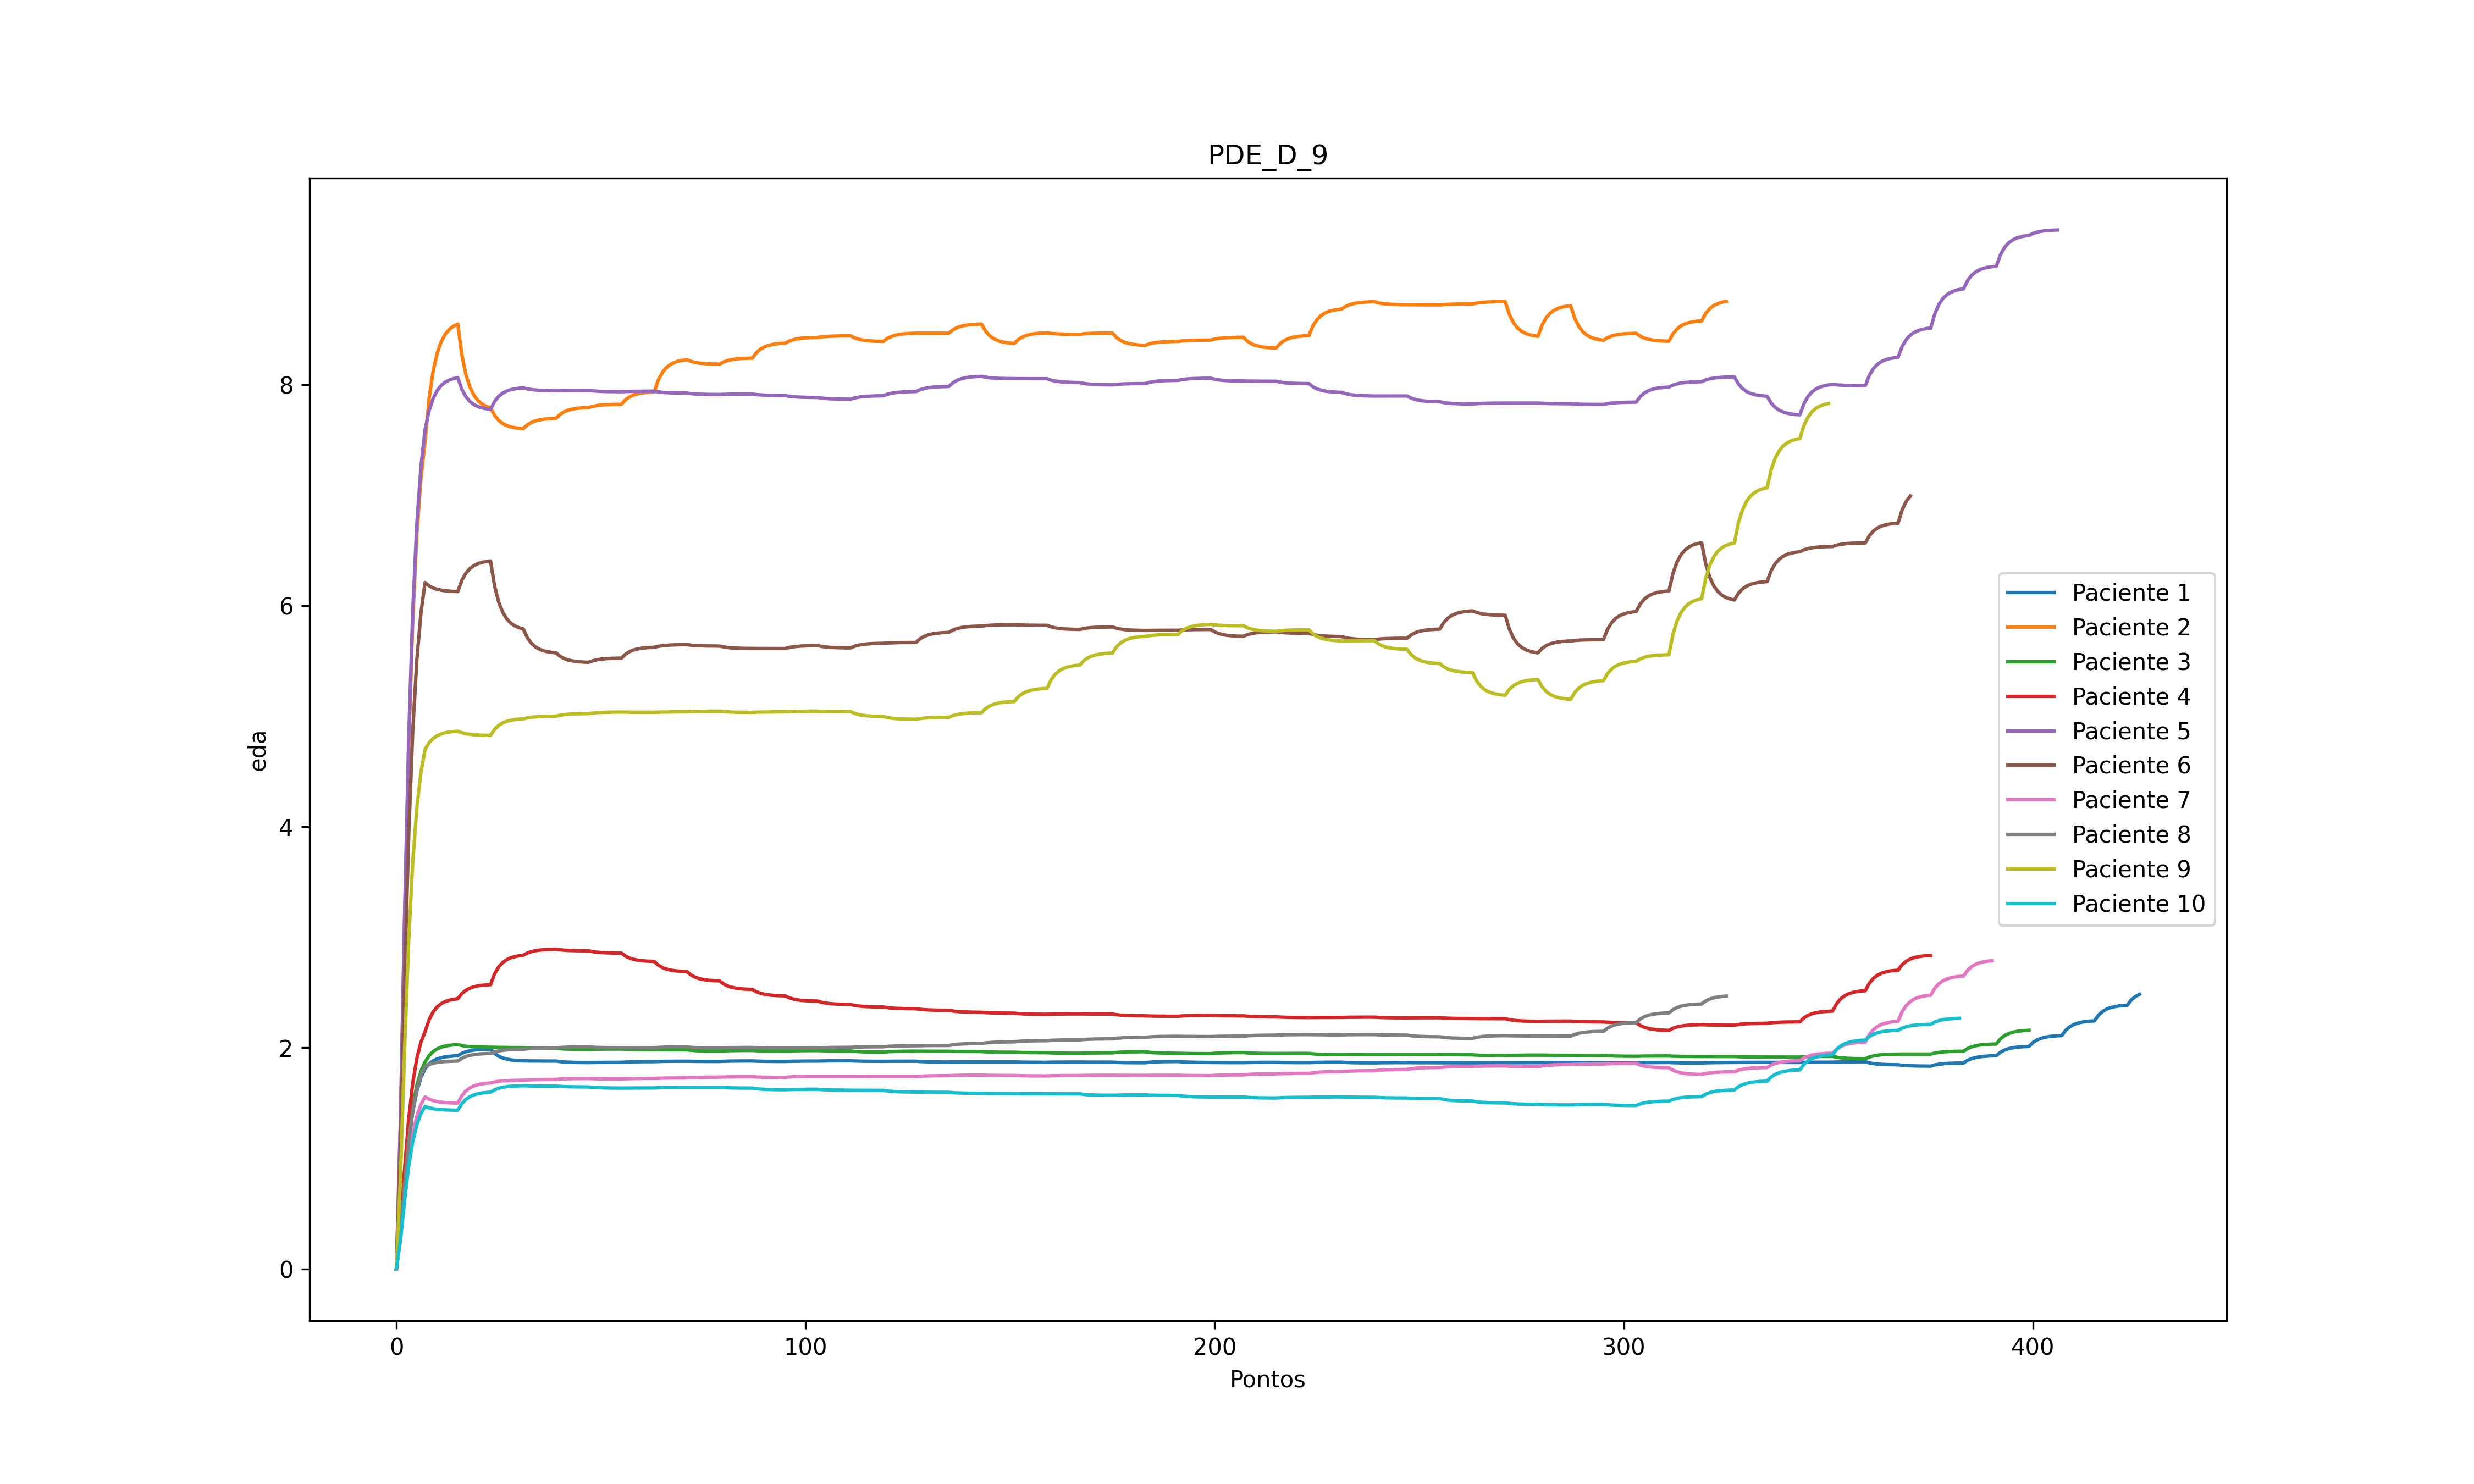 PDE_D_9
eda
8
6
4
2
0
0 100 200 300 400
Pontos
Paciente 1
Paciente 2
Paciente 3
Paciente 4
Paciente 5
Paciente 6
Paciente 7
Paciente 8
Paciente 9
Paciente 10